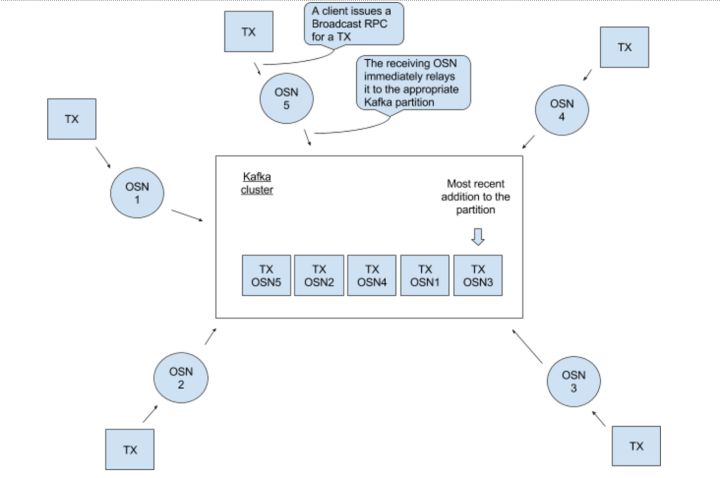 TX
A client issues a
Broadcast RPC
for a TX
TX
The receiving OSN
immediately relays
it to the appropriate
Kafka partition
OSN
5
OSN
4
TX
OSN
1
Kafka
cluster
Most recent
addition to the
partition
TX
OSN5
TX
OSN2
TX
OSN4
TX
OSN1
TX
OSN3
OSN
2
OSN
3
TX
TX